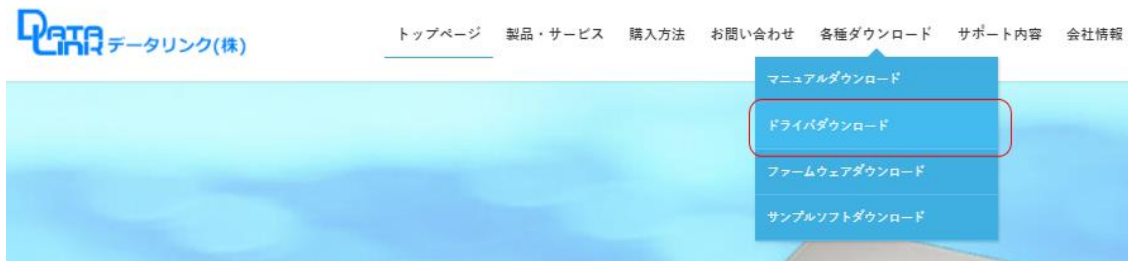 DATA LINK データリンク(株)
トップページ 製品・サービス 購入方法 お問い合わせ 各種ダウンロード サポート内容 会社情報
マニュアルダウンロード
ドライバダウンロード
ファームウェアダウンロード
サンプルソフトダウンロード